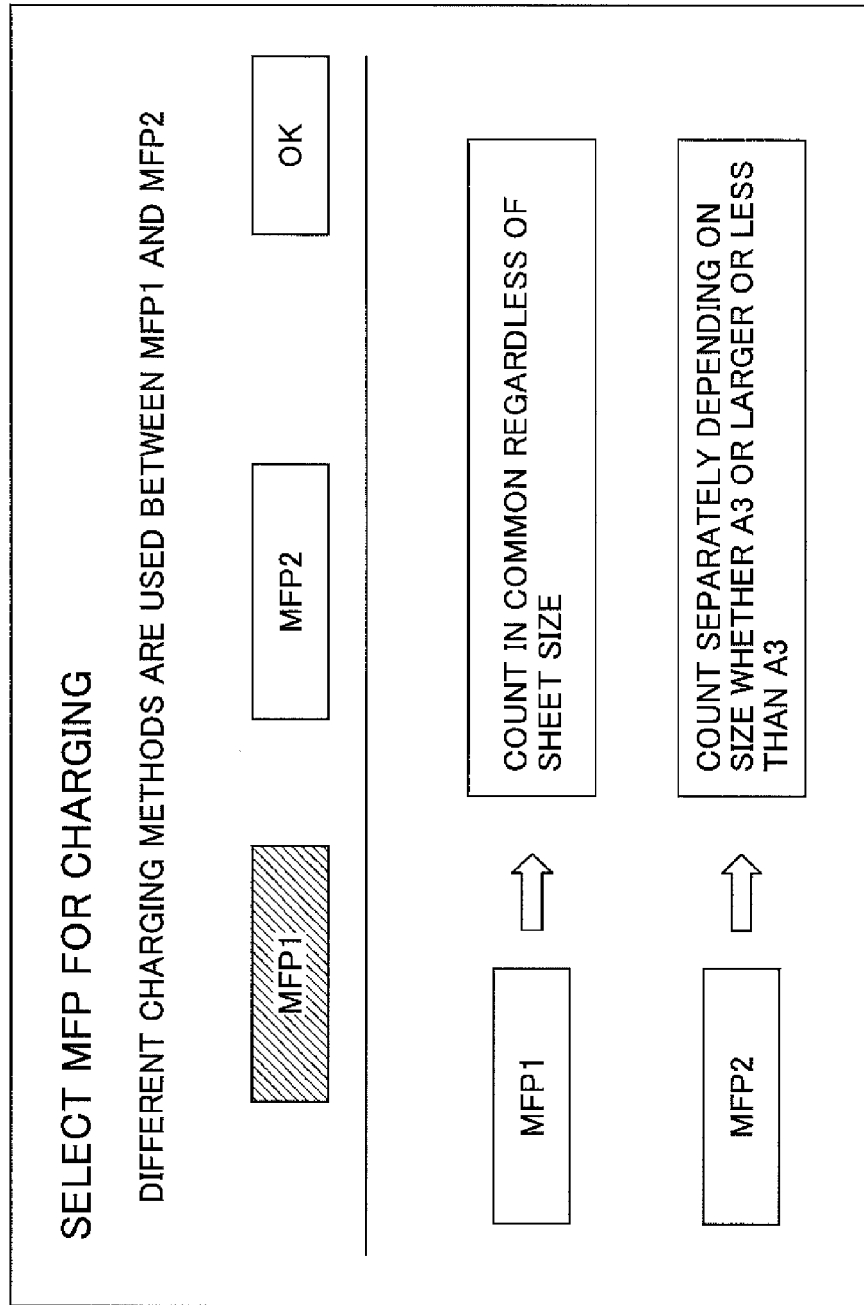 SELECT MFP FOR CHARGING
DIFFERENT CHARGING METHODS ARE USED BETWEEN MFP1 AND MFP2
MFP1
MFP2
OK
MFP1
COUNT IN COMMON REGARDLESS OF
SHEET SIZE
MFP2
COUNT SEPARATELY DEPENDING ON
SIZE WHETHER A3 OR LARGER OR LESS
THAN A3